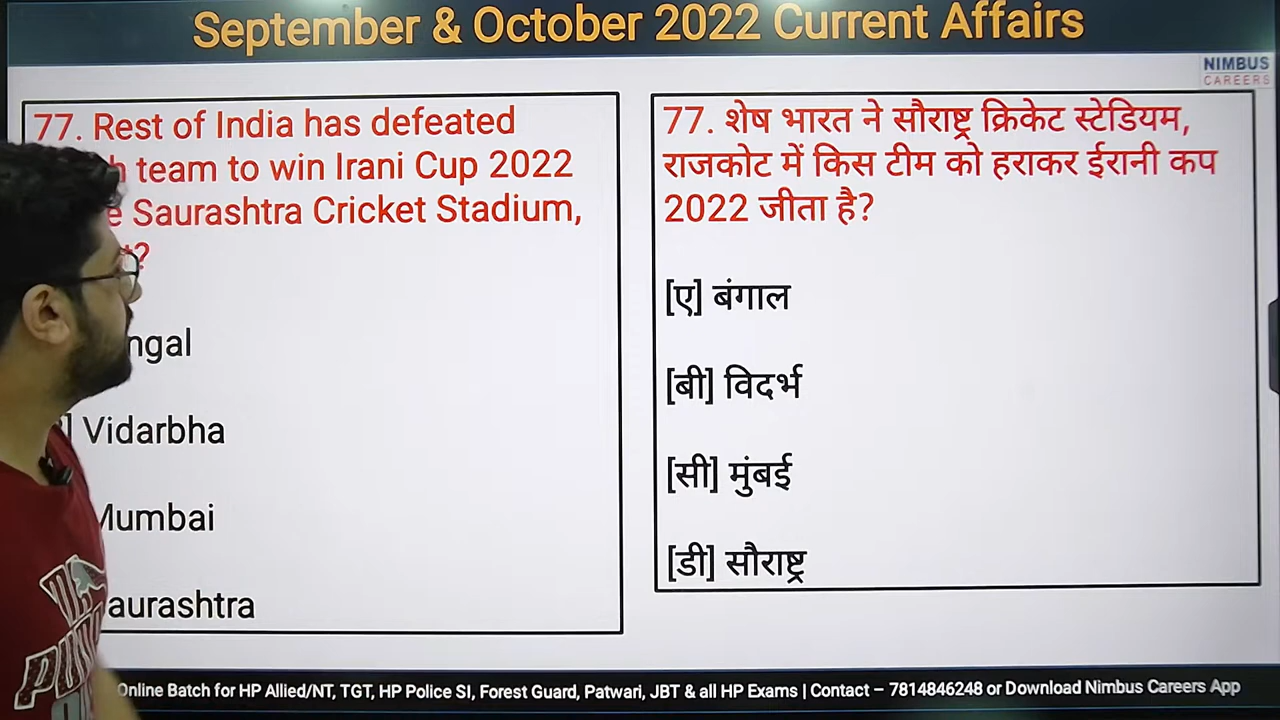 September & October 2022 Current Affairs
NIMBUS
CAREERS
77. Rest of India has defeated
team to win Irani Cup 2022
Saurashtra Cricket Stadium,
77. शेष भारत ने सौराष्ट्र क्रिकेट स्टेडियम,
राजकोट में किस टीम को हराकर ईरानी कप
2022 जीता है?
Vidarbha
Mumbai
aurashtra
[ए] बंगाल
[बी] विदर्भ
[सी] मुंबई
[डी] सौराष्ट्र
Online Batch for HP Allied/NT, TGT, HP Police SI, Forest Guard, Patwari, JBT & all HP Exams | Contact – 7814846248 or Download Nimbus Careers App